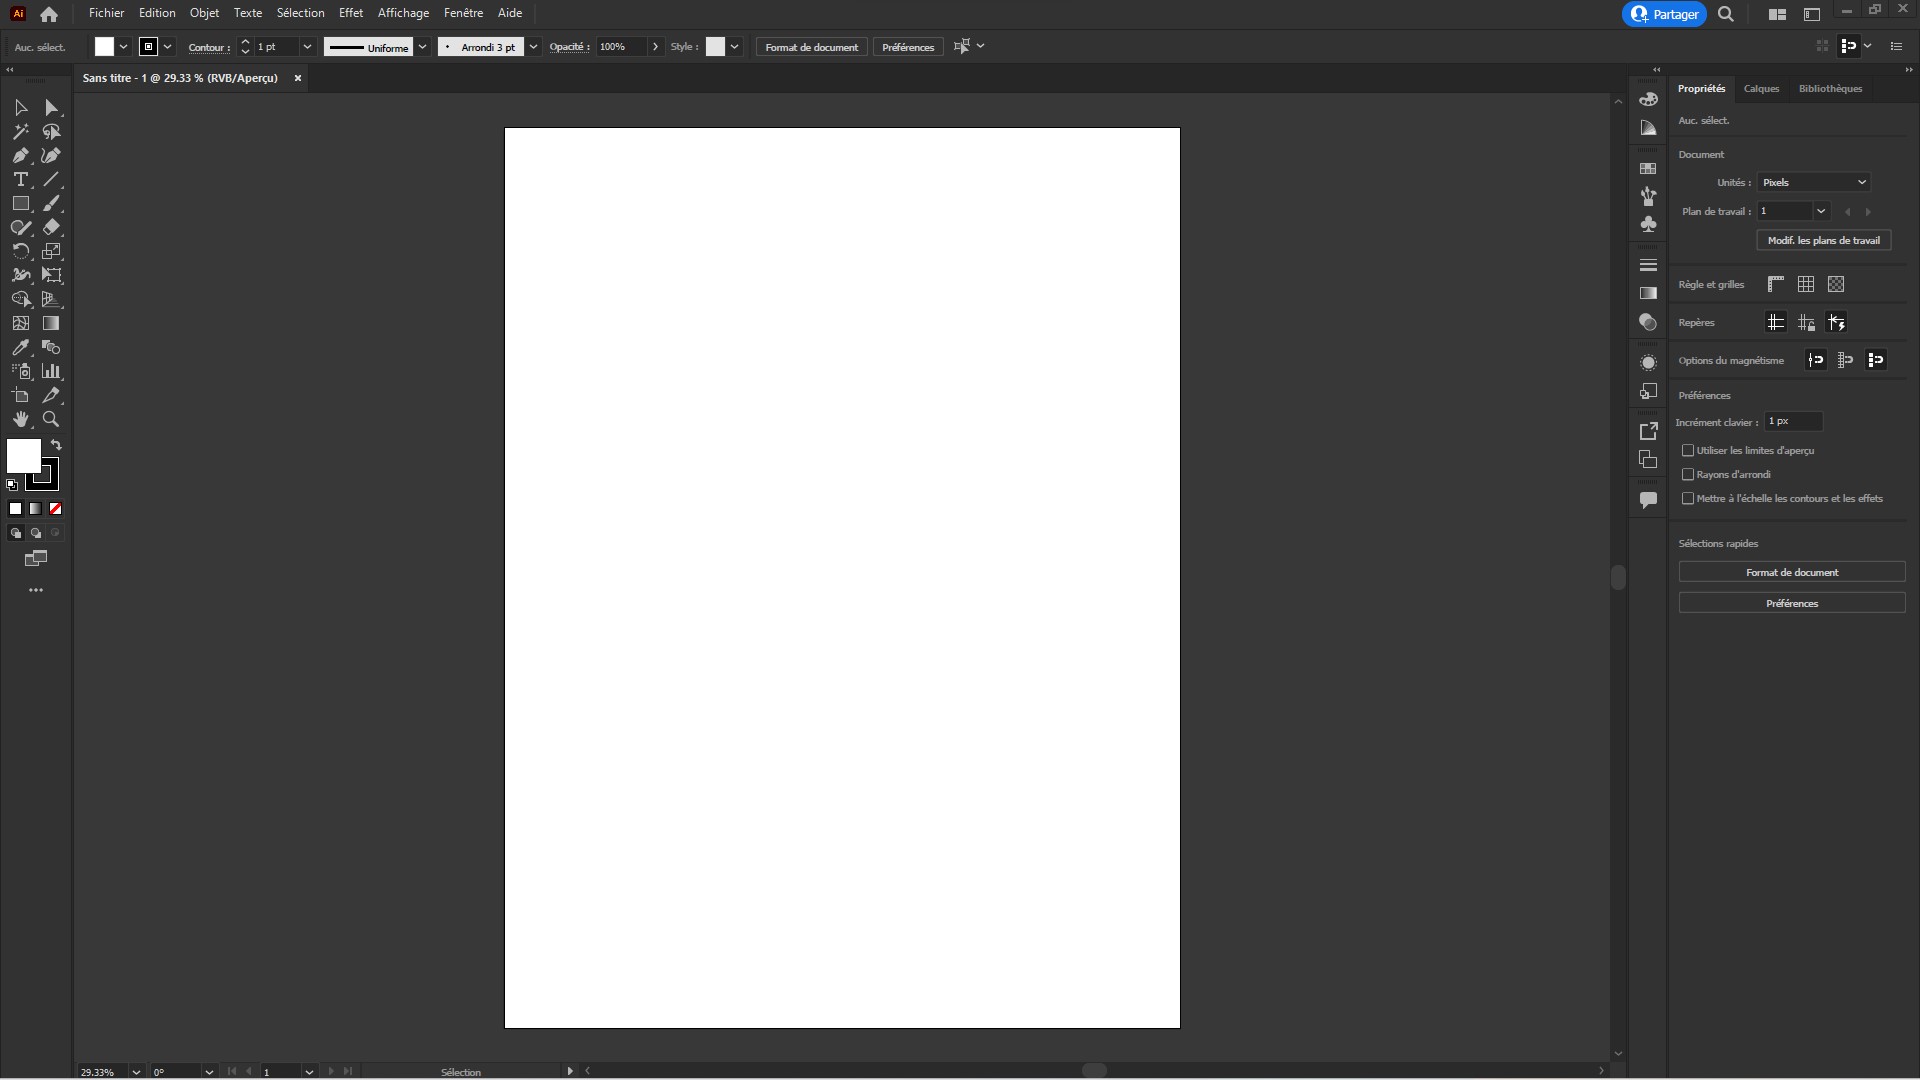 Ai
Fichier Edition Objet Texte Sélection Effet Affichage Fenêtre Aide
Partager
Auc. sélect.
Contour : 1 pt Uniforme Arrondi 3 pt Opacité : 100% Style : Format de document Préférences
Sans titre - 1 @ 29.33 % (RVB/Aperçu)
Propriétés Calques Bibliothèques
Auc. sélect.
Document
Unités : Pixels
Plan de travail : 1
Modif. les plans de travail
Règle et grilles
Repères
Options du magnétisme
Préférences
Incrément clavier : 1 px
Utiliser les limites d'aperçu
Rayons d'arrondi
Mettre à l'échelle les contours et les effets
Sélections rapides
Format de document
Préférences
29.33% 0° 1 Sélection